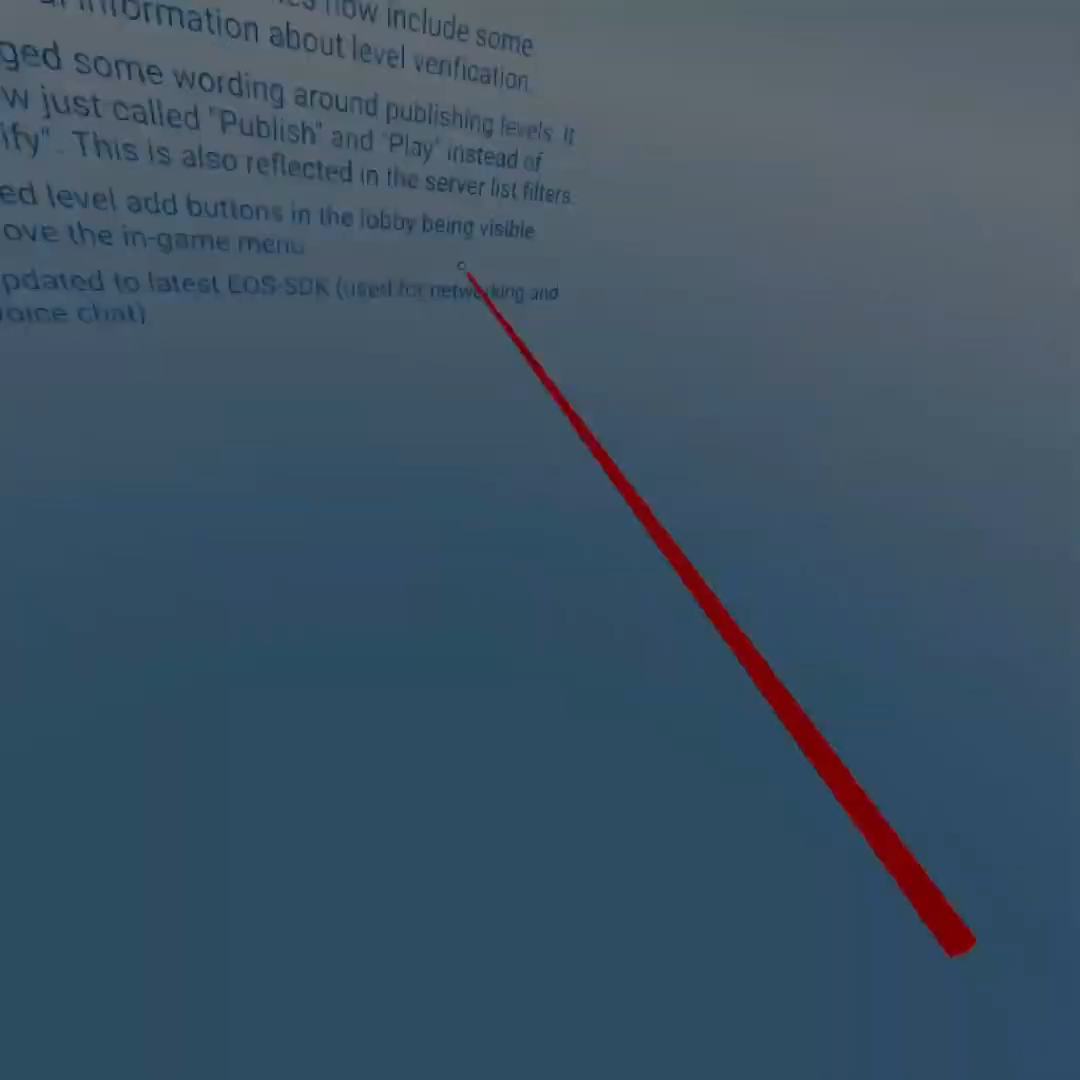 now include some
information about level verification.
ged some wording around publishing levels. It
w just called "Publish" and "Play" instead of
ify". This is also reflected in the server list filters.
ed level add buttons in the lobby being visible
ove the in-game menu
pdated to latest EOS-SDK (used for networking and
voice chat)